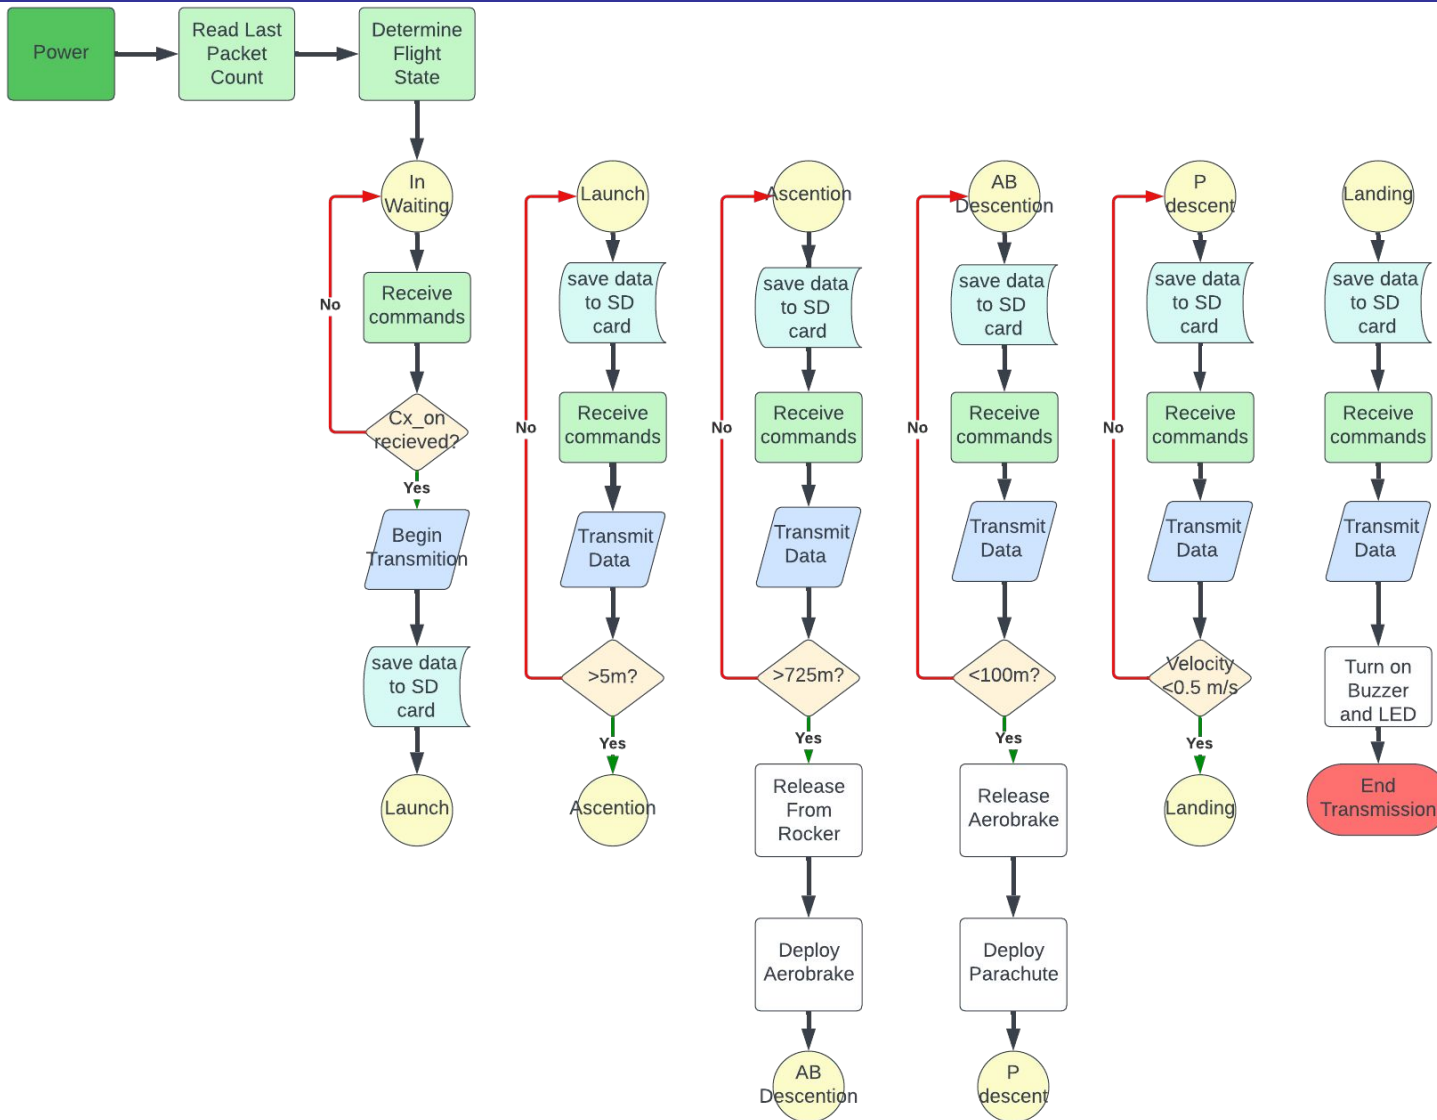 Power
Read Last
Packet
Count
Determine
Flight
State
In
Waiting
No
Receive
commands
Cx_on
recieved?
Yes
Begin
Transmition
save data
to SD
card
Launch
Launch
save data
to SD
card
No
Receive
commands
Transmit
Data
>5m?
Yes
Ascention
Ascention
save data
to SD
card
No
Receive
commands
Transmit
Data
>725m?
Yes
Release
From
Rocker
Deploy
Aerobrake
AB
Descention
AB
Descention
save data
to SD
card
No
Receive
commands
Transmit
Data
<100m?
Yes
Release
Aerobrake
Deploy
Parachute
P
descent
P
descent
save data
to SD
card
No
Receive
commands
Transmit
Data
Velocity
<0.5 m/s
Yes
Landing
Landing
save data
to SD
card
Receive
commands
Transmit
Data
Turn on
Buzzer
and LED
End
Transmission